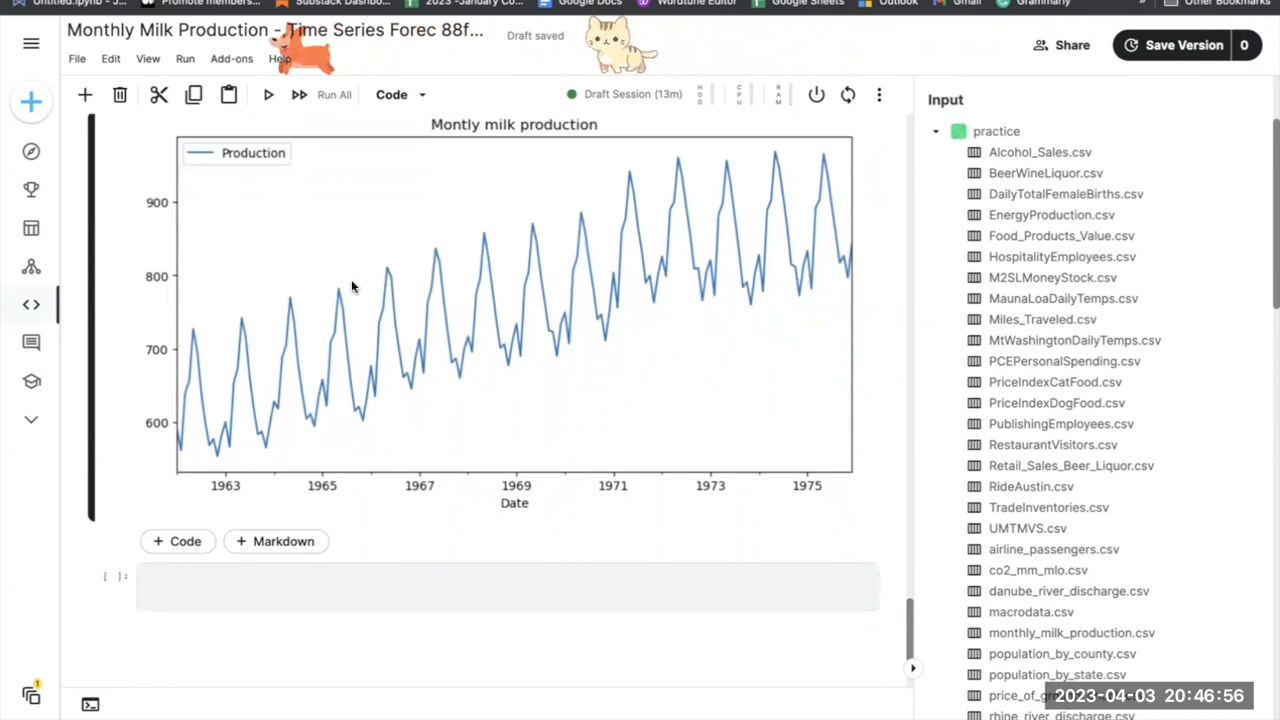 Untitled.ipynb - J...
Promote members...
Substack Dashbo...
2023 -January Co...
Google Docs
Wordtune Editor
Google Sheets
Outlook
Gmail
Grammarly
»
Other Bookmarks
Monthly Milk Production - Time Series Forec 88f...
Draft saved
Share
Save Version
0
File
Edit
View
Run
Add-ons
Help
Run All
Code
Draft Session (13m)
HDD
CPU
RAM
Montly milk production
Production
900
800
700
600
1963
1965
1967
1969
1971
1973
1975
Date
+ Code
+ Markdown
[ ]:
Input
practice
Alcohol_Sales.csv
BeerWineLiquor.csv
DailyTotalFemaleBirths.csv
EnergyProduction.csv
Food_Products_Value.csv
HospitalityEmployees.csv
M2SLMoneyStock.csv
MaunaLoaDailyTemps.csv
Miles_Traveled.csv
MtWashingtonDailyTemps.csv
PCEPersonalSpending.csv
PriceIndexCatFood.csv
PriceIndexDogFood.csv
PublishingEmployees.csv
RestaurantVisitors.csv
Retail_Sales_Beer_Liquor.csv
RideAustin.csv
TradeInventories.csv
UMTMVS.csv
airline_passengers.csv
co2_mm_mlo.csv
danube_river_discharge.csv
macrodata.csv
monthly_milk_production.csv
population_by_county.csv
population_by_state.csv
rhine_river_discharge.csv
1
2023-04-03 20:46:56